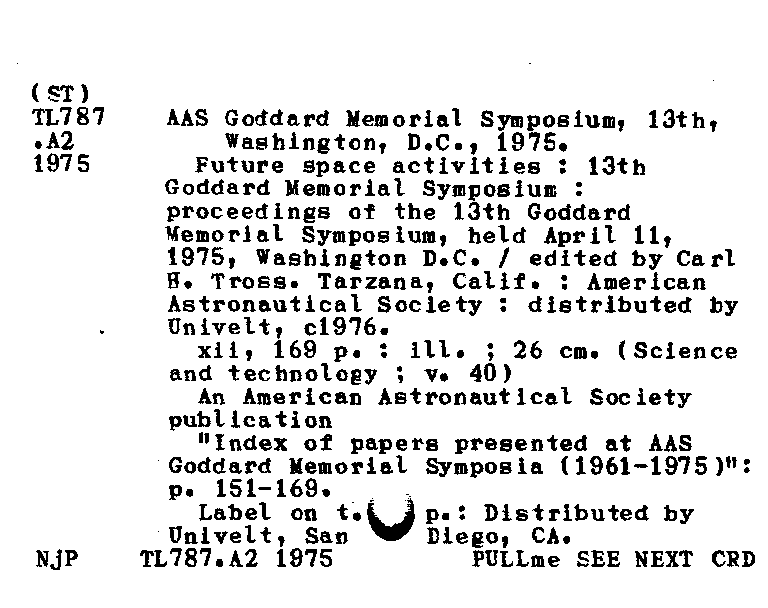 (ST)
TL787 AAS Goddard Memorial Symposium, 13th,
.A2 Washington, D.C., 1975.
1975 Future space activities : 13th
Goddard Memorial Symposium :
proceedings of the 13th Goddard
Memorial Symposium, held April 11,
1975, Washington D.C. / edited by Carl
H. Tross. Tarzana, Calif. : American
Astronautical Society : distributed by
Univelt, c1976.
xii, 169 p. : ill. ; 26 cm. (Science
and technology ; v. 40)
An American Astronautical Society
publication
"Index of papers presented at AAS
Goddard Memorial Symposia (1961-1975)":
p. 151-169.
Label on t. p.: Distributed by
Univelt, San Diego, CA.
NjP TL787.A2 1975 PULLme SEE NEXT CRD